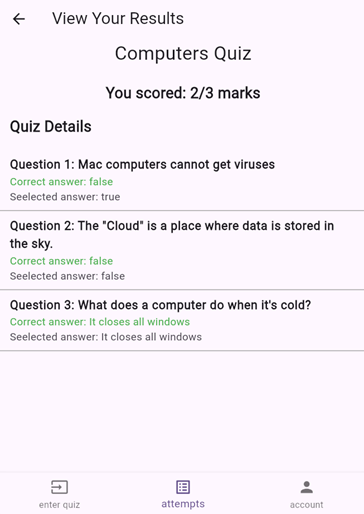 View Your Results
Computers Quiz
You scored: 2/3 marks
Quiz Details
Question 1: Mac computers cannot get viruses
Correct answer: false
Seelected answer: true
Question 2: The "Cloud" is a place where data is stored in
the sky.
Correct answer: false
Seelected answer: false
Question 3: What does a computer do when it's cold?
Correct answer: It closes all windows
Seelected answer: It closes all windows
enter quiz
attempts
account